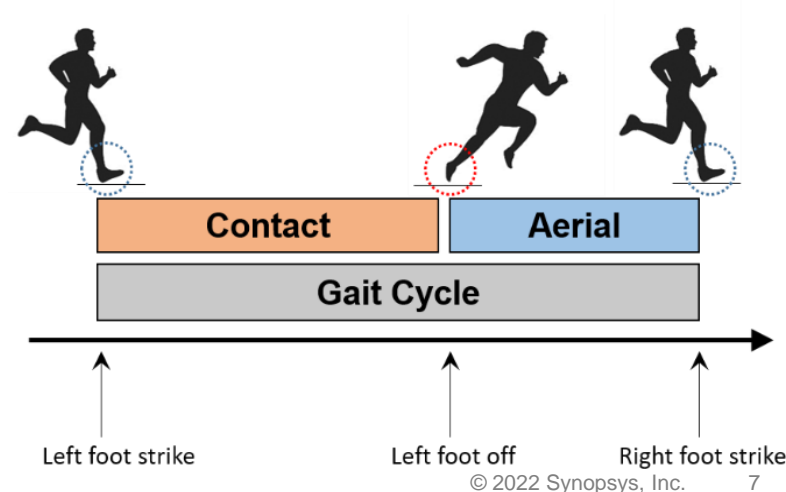 Contact
Aerial
Gait Cycle
Left foot strike
Left foot off
Right foot strike
© 2022 Synopsys, Inc.
7